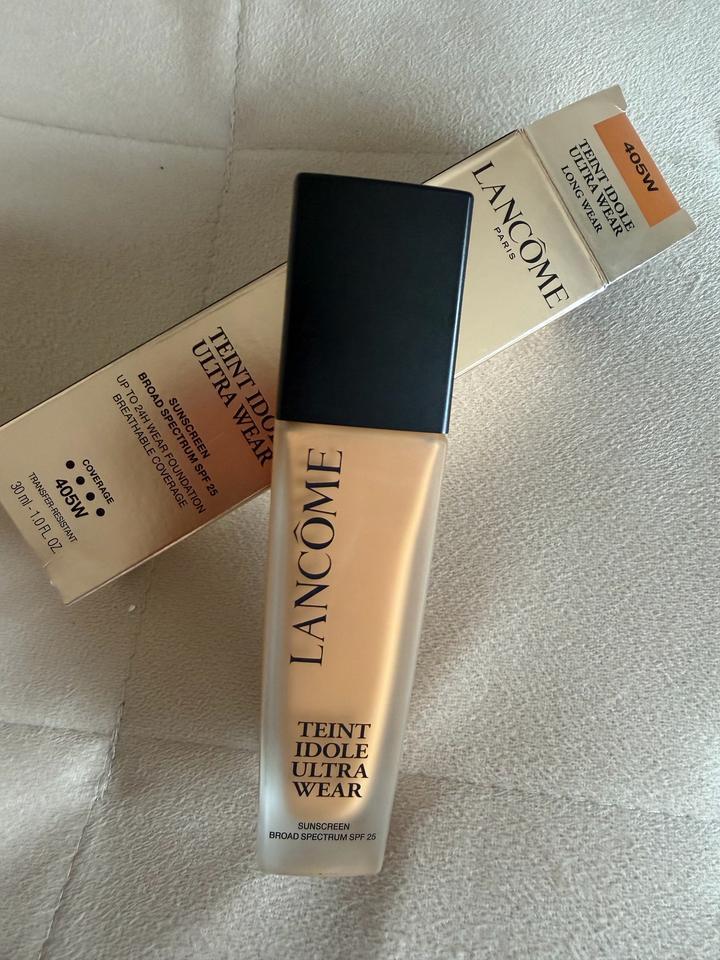 405W
TEINT IDOLE
ULTRA WEAR
LONG WEAR
LANCÔME
PARIS
TEINT IDO
ULTRA WEAR
SUNSCREEN
BROAD SPECTRUM SPF 25
UP TO 24H WEAR FOUNDATION
BREATHABLE COVERAGE
COVERAGE
405W
TRANSFER-RESISTANT
30 ml - 1.0 FL. OZ.
LANCÔME
TEINT
IDOLE
ULTRA
WEAR
SUNSCREEN
BROAD SPECTRUM SPF 25